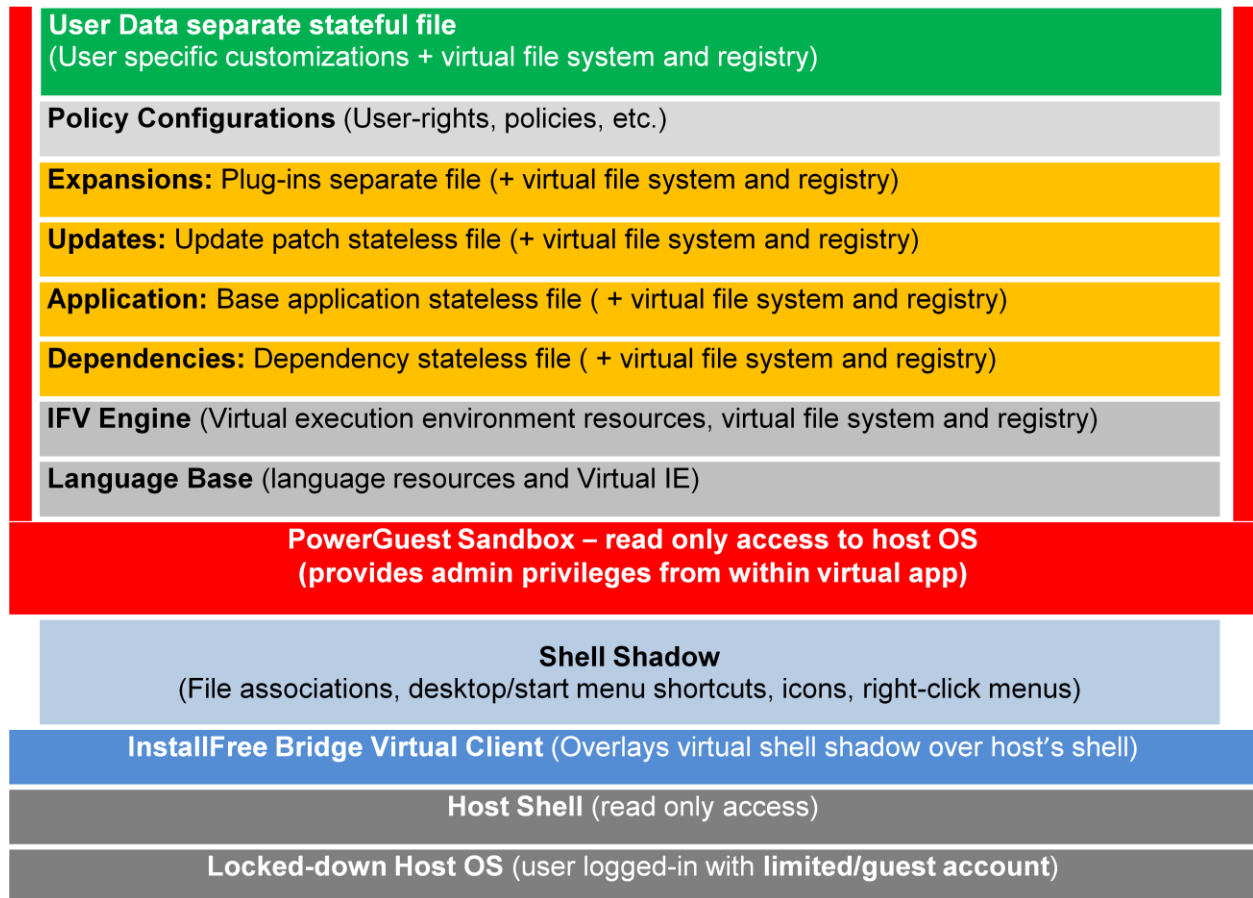 User Data separate stateful file
(User specific customizations + virtual file system and registry)
Policy Configurations (User-rights, policies, etc.)
Expansions: Plug-ins separate file (+ virtual file system and registry)
Updates: Update patch stateless file (+ virtual file system and registry)
Application: Base application stateless file ( + virtual file system and registry)
Dependencies: Dependency stateless file ( + virtual file system and registry)
IFV Engine (Virtual execution environment resources, virtual file system and registry)
Language Base (language resources and Virtual IE)
PowerGuest Sandbox – read only access to host OS
(provides admin privileges from within virtual app)
Shell Shadow
(File associations, desktop/start menu shortcuts, icons, right-click menus)
InstallFree Bridge Virtual Client (Overlays virtual shell shadow over host's shell)
Host Shell (read only access)
Locked-down Host OS (user logged-in with limited/guest account)